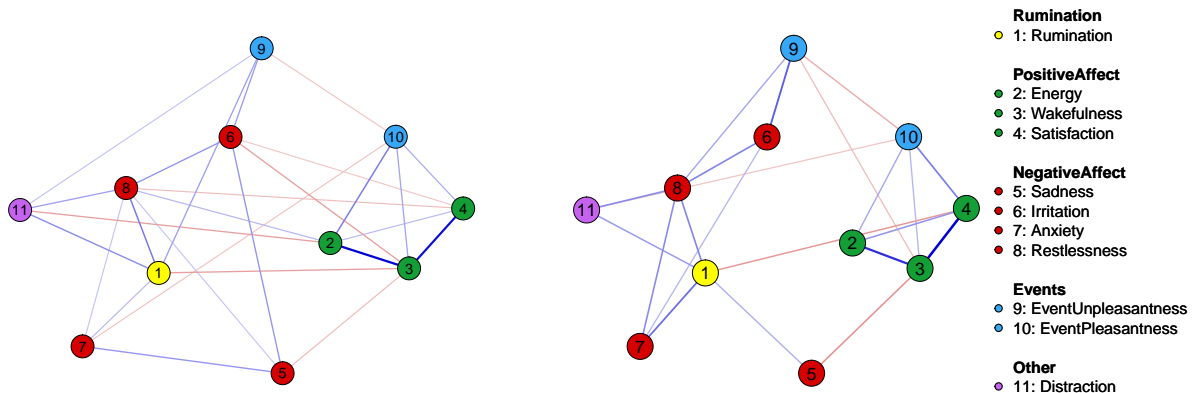 9
6
10
8
11
4
2
3
1
7
5
9
6
10
8
11
4
2
3
1
7
5
Rumination
1: Rumination
PositiveAffect
2: Energy
3: Wakefulness
4: Satisfaction
NegativeAffect
5: Sadness
6: Irritation
7: Anxiety
8: Restlessness
Events
9: EventUnpleasantness
10: EventPleasantness
Other
11: Distraction